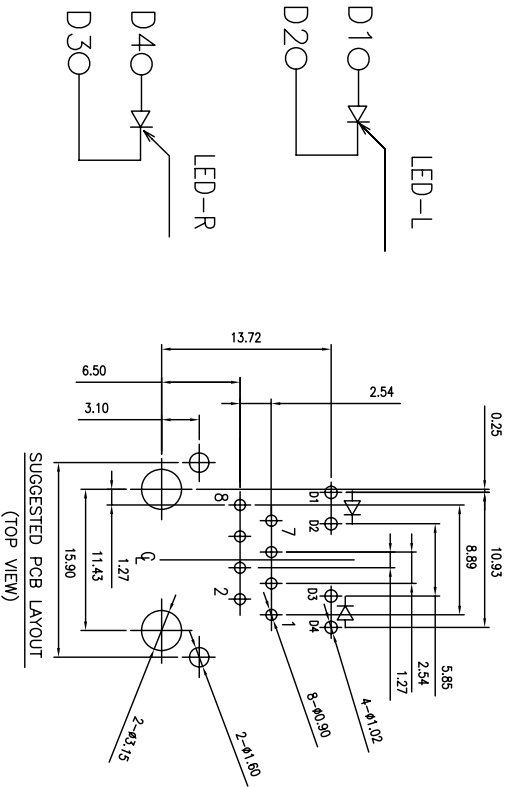 D1
D2
LED-L
D4
D3
LED-R
13.72
6.50
3.10
2.54
0.25
10.93
8.89
5.85
2.54
1.27
D1
D2
D3
D4
8
7
2
1
CL
4-ø1.02
8-ø0.90
2-ø1.60
2-ø3.15
1.27
11.43
15.90
SUGGESTED PCB LAYOUT
(TOP VIEW)